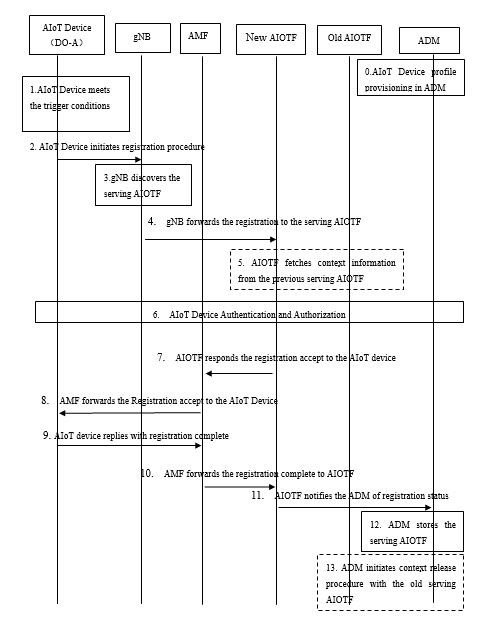 AIoT Device
（DO-A）
gNB
AMF
New AIOTF
Old AIOTF
ADM
0.AIoT Device profile
provisioning in ADM
1.AIoT Device meets
the trigger conditions
2. AIoT Device initiates registration procedure
3.gNB discovers the
serving AIOTF
4. gNB forwards the registration to the serving AIOTF
5. AIOTF fetches context information
from the previous serving AIOTF
6. AIoT Device Authentication and Authorization
7. AIOTF responds the registration accept to the AIoT device
8. AMF forwards the Registration accept to the AIoT Device
9. AIoT device replies with registration complete
10. AMF forwards the registration complete to AIOTF
11. AIOTF notifies the ADM of registration status
12. ADM stores the
serving AIOTF
13. ADM initiates context release
procedure with the old serving
AIOTF